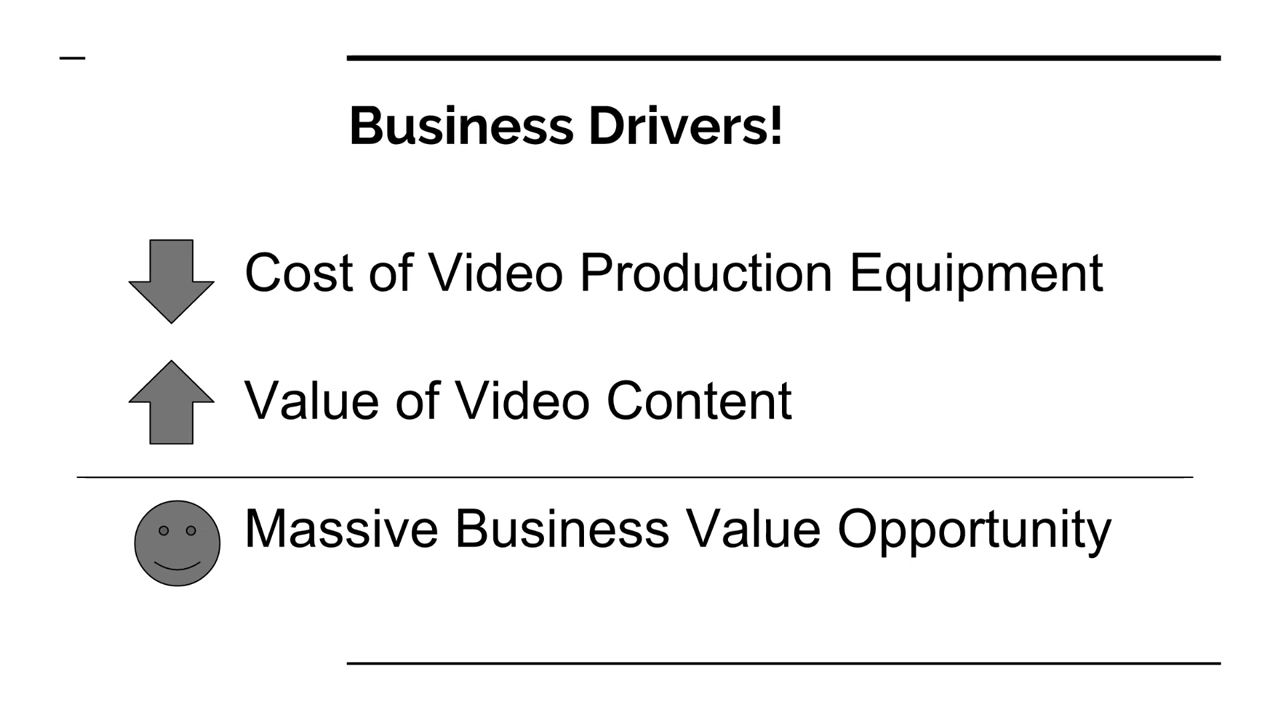 Business Drivers!
Cost of Video Production Equipment
Value of Video Content
Massive Business Value Opportunity